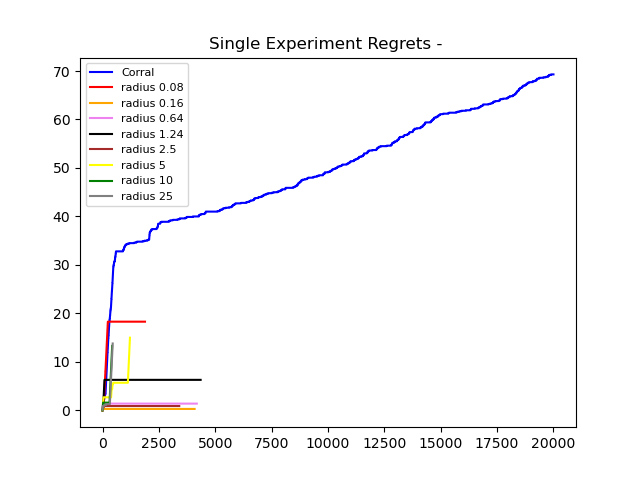 Single Experiment Regrets -
70
60
50
40
30
20
10
0
Corral
radius 0.08
radius 0.16
radius 0.64
radius 1.24
radius 2.5
radius 5
radius 10
radius 25
0 2500 5000 7500 10000 12500 15000 17500 20000